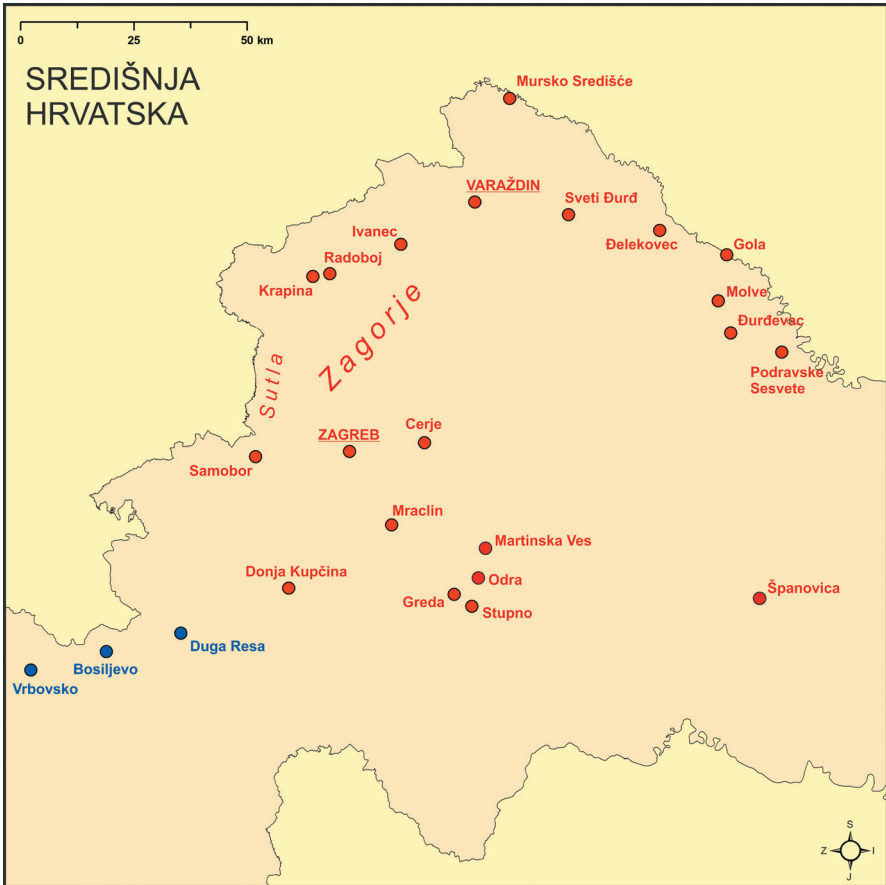 0 25 50 km
SREDIŠNJA
HRVATSKA
Mursko Središće
VARAŽDIN
Sveti Đurđ
Ivanec
Đelekovec
Gola
Radoboj
Krapina
Molve
Đurđevac
Zagorje
Podravske
Sesvete
Sutla
Cerje
ZAGREB
Samobor
Mraclin
Martinska Ves
Donja Kupčina
Odra
Greda
Stupno
Španovica
Duga Resa
Bosiljevo
Vrbovsko
S
Z I
J